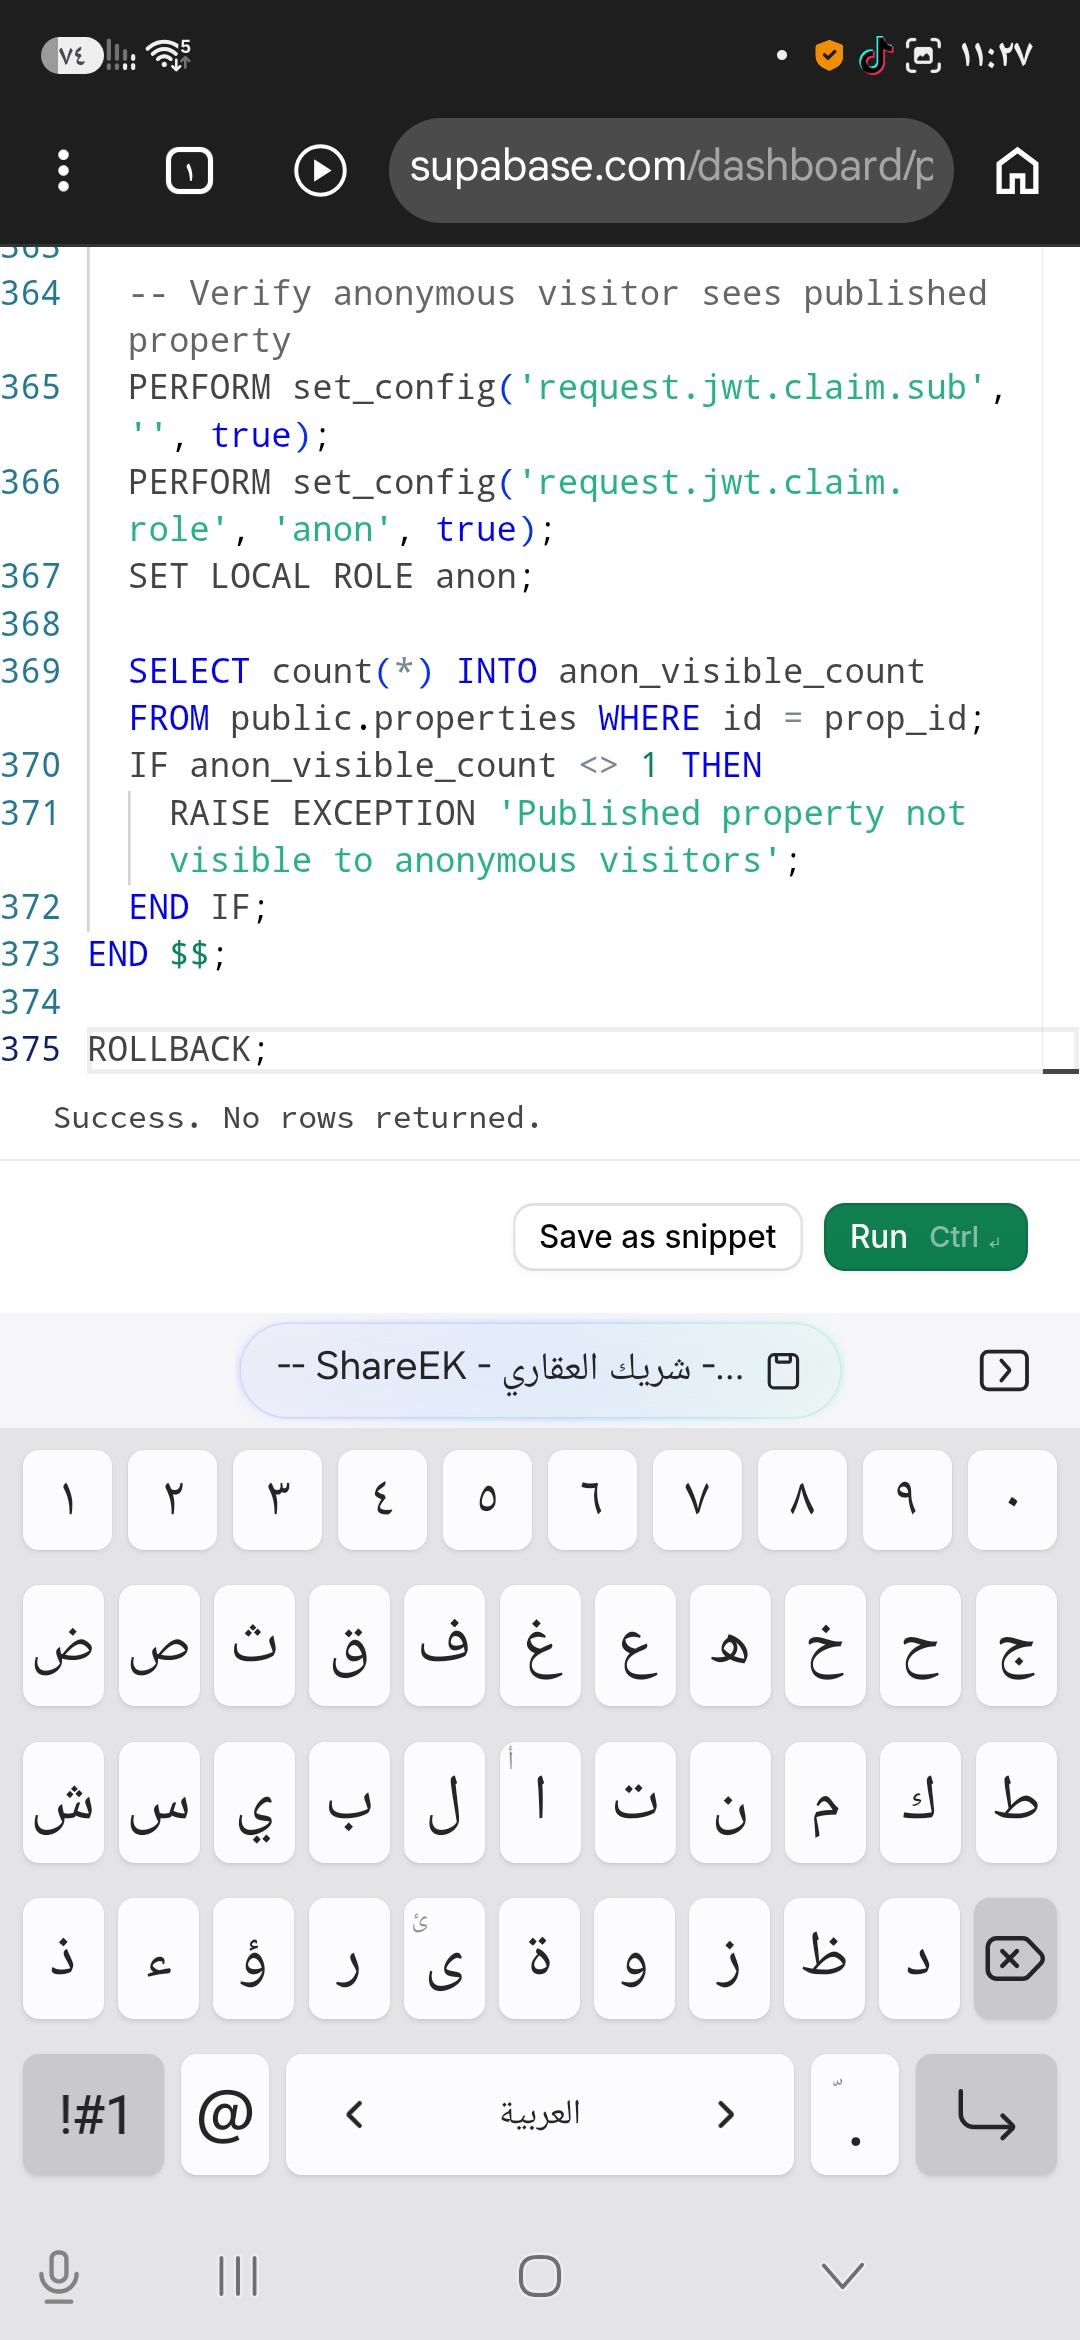 ٧٤
5
١١:٢٧
١
supabase.com/dashboard/p
363
364 -- Verify anonymous visitor sees published
property
365 PERFORM set_config('request.jwt.claim.sub',
'', true);
366 PERFORM set_config('request.jwt.claim.
role', 'anon', true);
367 SET LOCAL ROLE anon;
368
369 SELECT count(*) INTO anon_visible_count
FROM public.properties WHERE id = prop_id;
370 IF anon_visible_count <> 1 THEN
371 RAISE EXCEPTION 'Published property not
visible to anonymous visitors';
372 END IF;
373 END $$;
374
375 ROLLBACK;
Success. No rows returned.
Save as snippet
Run Ctrl ↵
-- ShareEK - شريك العقاري -...
١ ٢ ٣ ٤ ٥ ٦ ٧ ٨ ٩ ٠
ض ص ث ق ف غ ع ه خ ح ج
ش س ي ب ل أ ا ت ن م ك ط
ذ ء ؤ ر ئ ى ة و ز ظ د
!#1 @ < العربية > .